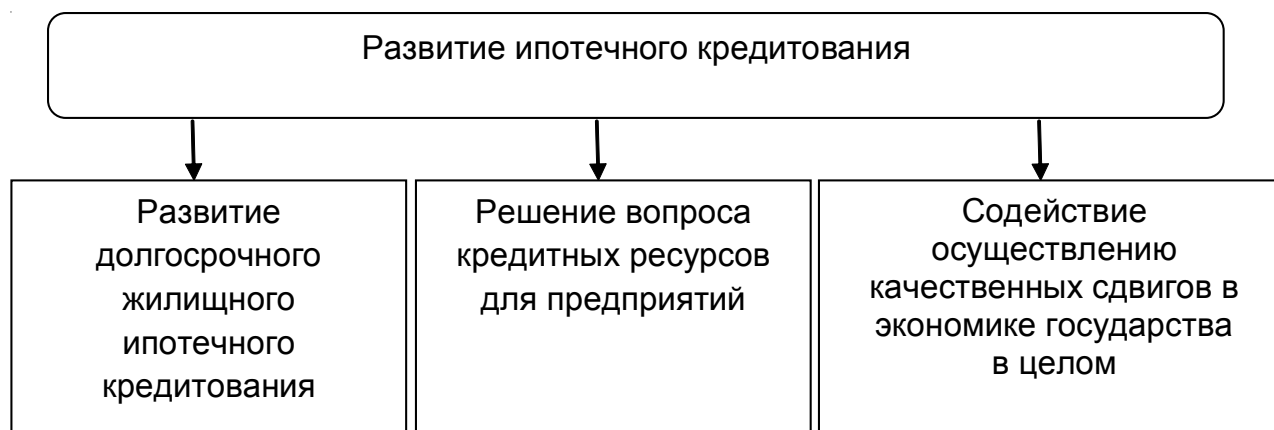 Развитие ипотечного кредитования
Развитие
долгосрочного
жилищного
ипотечного
кредитования
Решение вопроса
кредитных ресурсов
для предприятий
Содействие
осуществлению
качественных сдвигов в
экономике государства
в целом